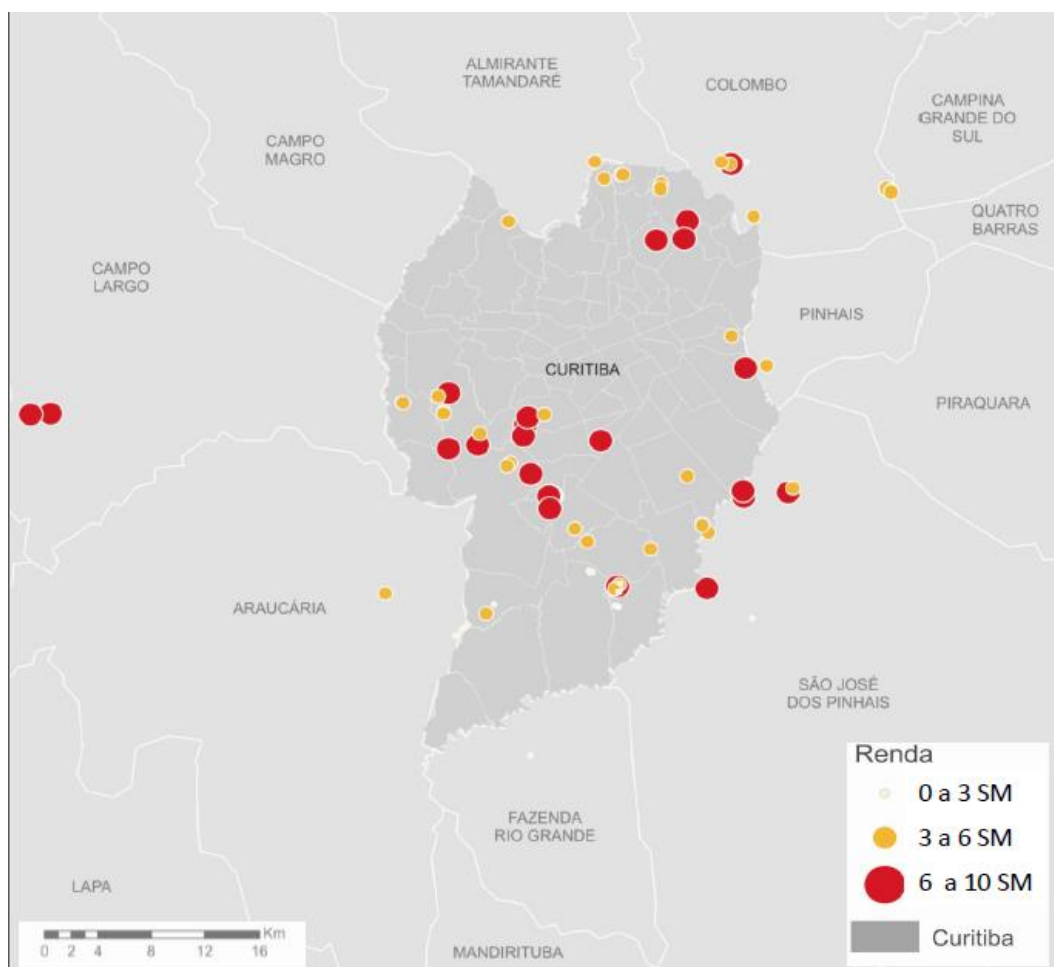 ALMIRANTE
TAMANDARÉ
COLOMBO
CAMPINA
GRANDE DO
SUL
CAMPO
MAGRO
QUATRO
BARRAS
CAMPO
LARGO
PINHAIS
CURITIBA
PIRAQUARA
ARAUCÁRIA
SÃO JOSÉ
DOS PINHAIS
FAZENDA
RIO GRANDE
LAPA
MANDIRITUBA
Renda
0 a 3 SM
3 a 6 SM
6 a 10 SM
Curitiba
Km
0 2 4 8 12 16